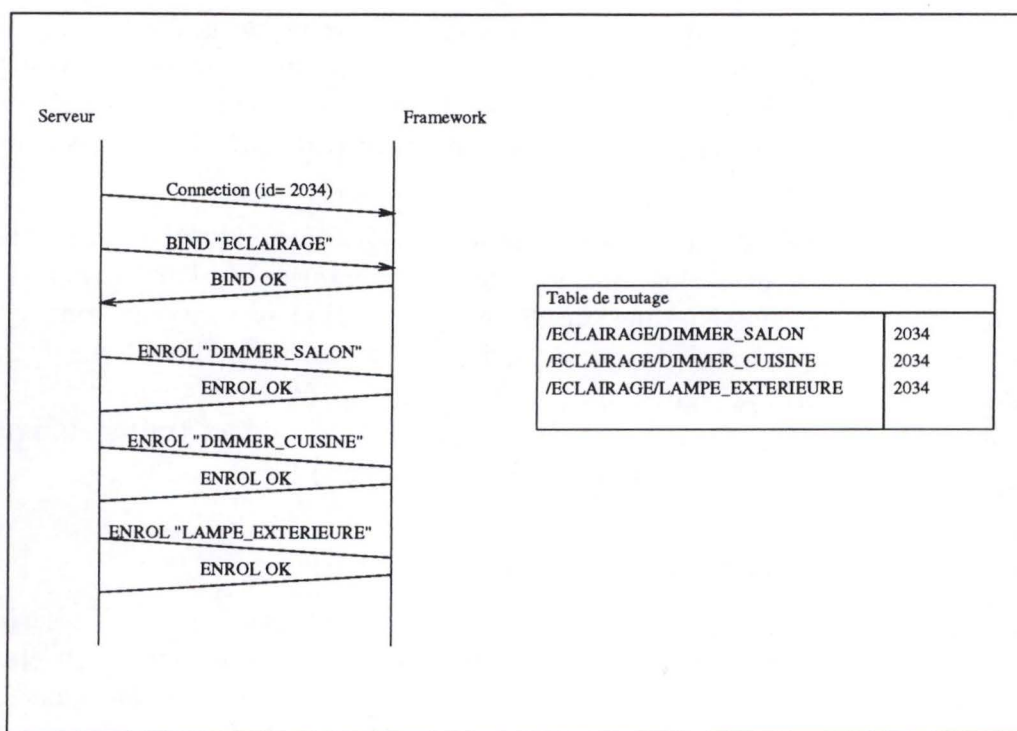 Serveur
Framework
Connection (id= 2034)
BIND "ECLAIRAGE"
BIND OK
ENROL "DIMMER_SALON"
ENROL OK
ENROL "DIMMER_CUISINE"
ENROL OK
ENROL "LAMPE_EXTERIEURE"
ENROL OK
Table de routage
/ECLAIRAGE/DIMMER_SALON 2034
/ECLAIRAGE/DIMMER_CUISINE 2034
/ECLAIRAGE/LAMPE_EXTERIEURE 2034